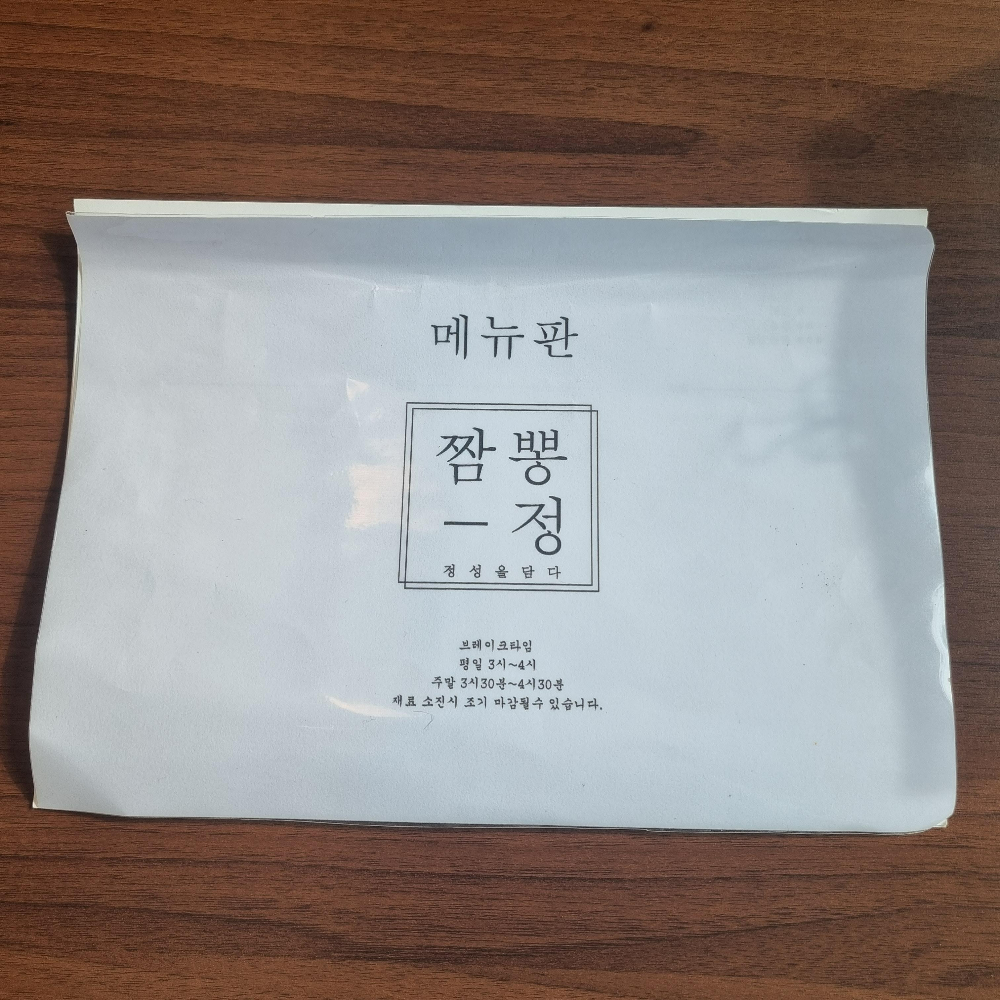 메뉴판
짬뽕
一정
정성을담다
브레이크타임
평일 3시~4시
주말 3시30분~4시30분
재료 소진시 조기 마감될수 있습니다.